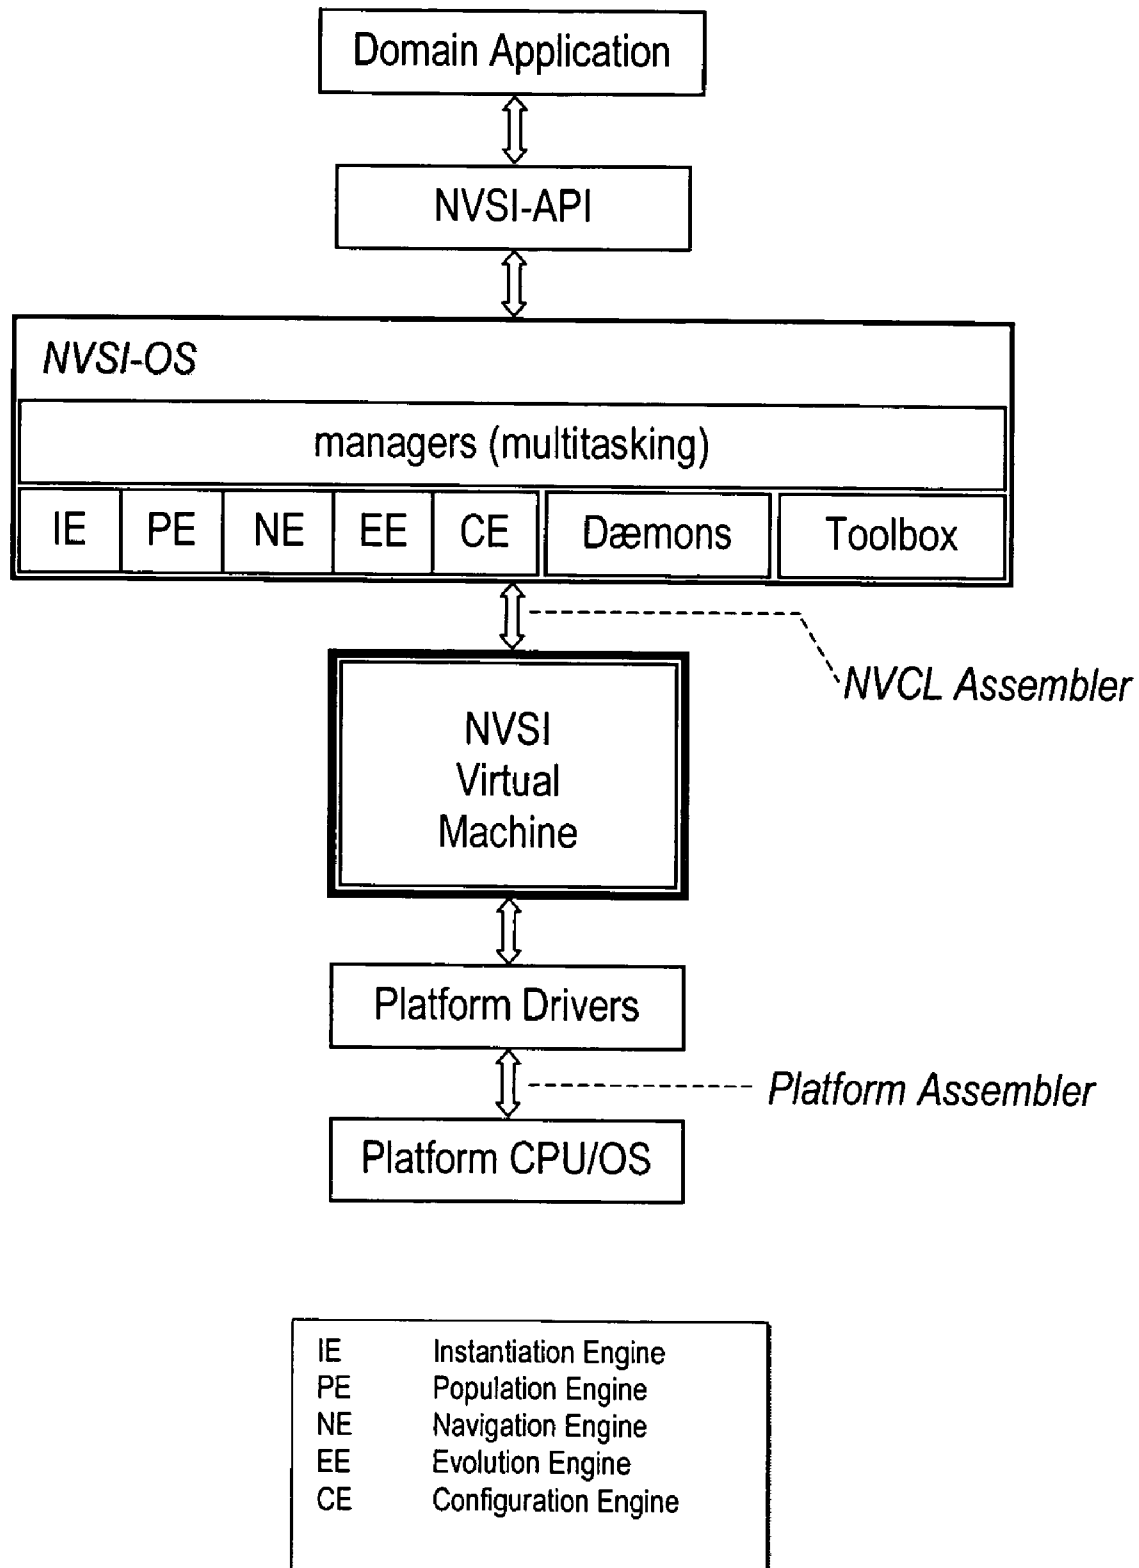 Domain Application
NVSI-API
NVSI-OS
managers (multitasking)
IE PE NE EE CE Dæmons Toolbox
NVCL Assembler
NVSI
Virtual
Machine
Platform Drivers
Platform Assembler
Platform CPU/OS
IE Instantiation Engine
PE Population Engine
NE Navigation Engine
EE Evolution Engine
CE Configuration Engine